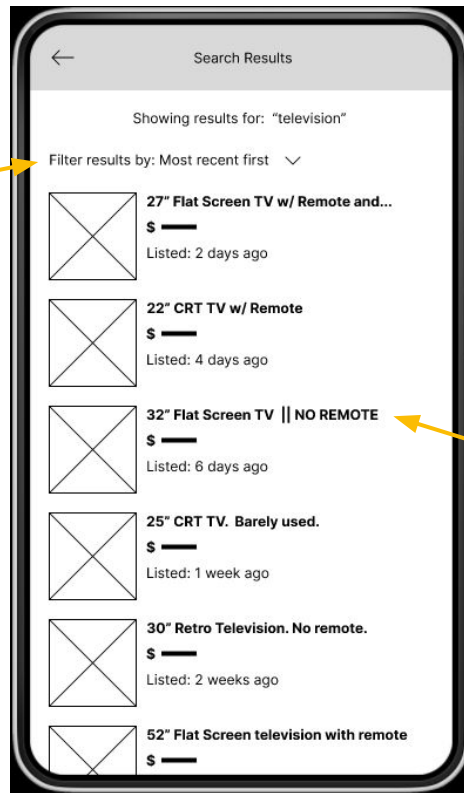 Search Results
Showing results for: “television”
Filter results by: Most recent first
27” Flat Screen TV w/ Remote and...
$
Listed: 2 days ago
22” CRT TV w/ Remote
$
Listed: 4 days ago
32” Flat Screen TV || NO REMOTE
$
Listed: 6 days ago
25” CRT TV. Barely used.
$
Listed: 1 week ago
30” Retro Television. No remote.
$
Listed: 2 weeks ago
52” Flat Screen television with remote
$